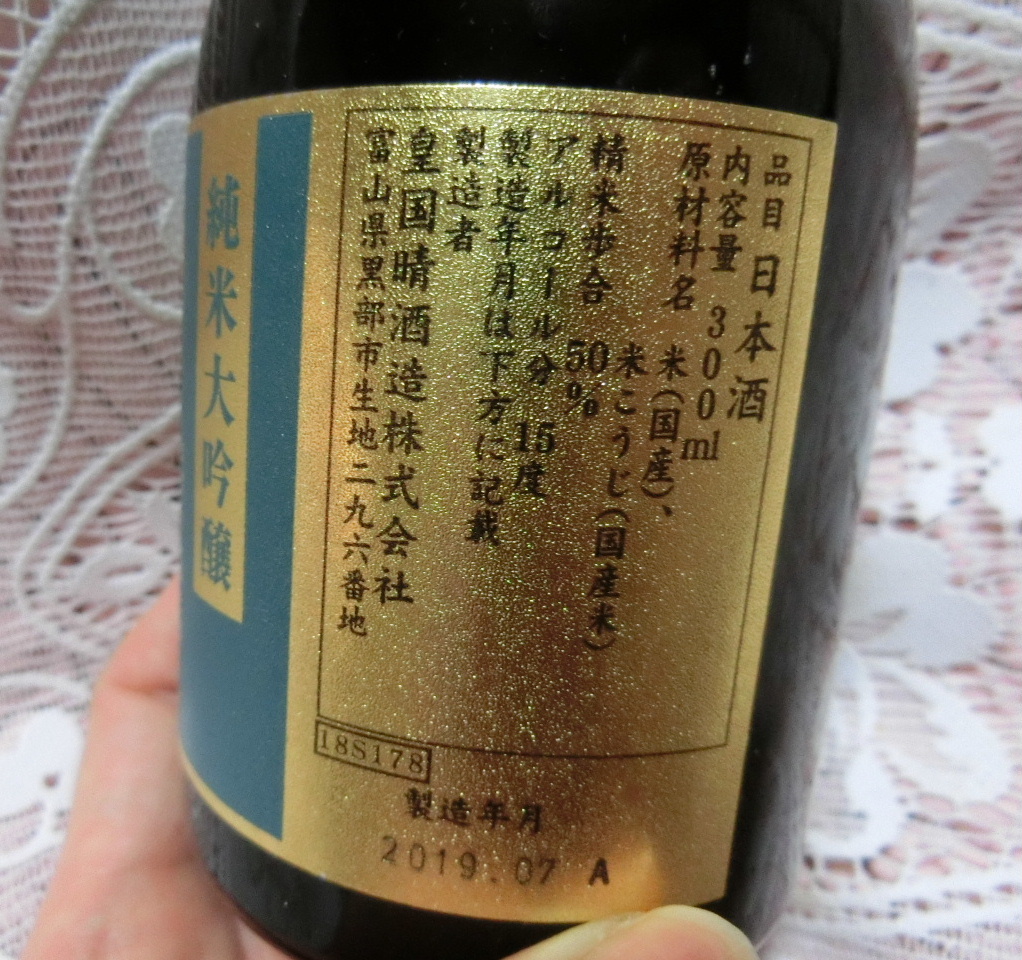 品目 日本酒
内容量 300ml
原材料名 米(国産)、
米こうじ(国産米)
精米歩合 50%
アルコール分 15度
製造年月は下方に記載
製造者
皇国晴酒造株式会社
富山県黒部市生地二九六番地
純米大吟醸
18S178
製造年月
2019.07 A